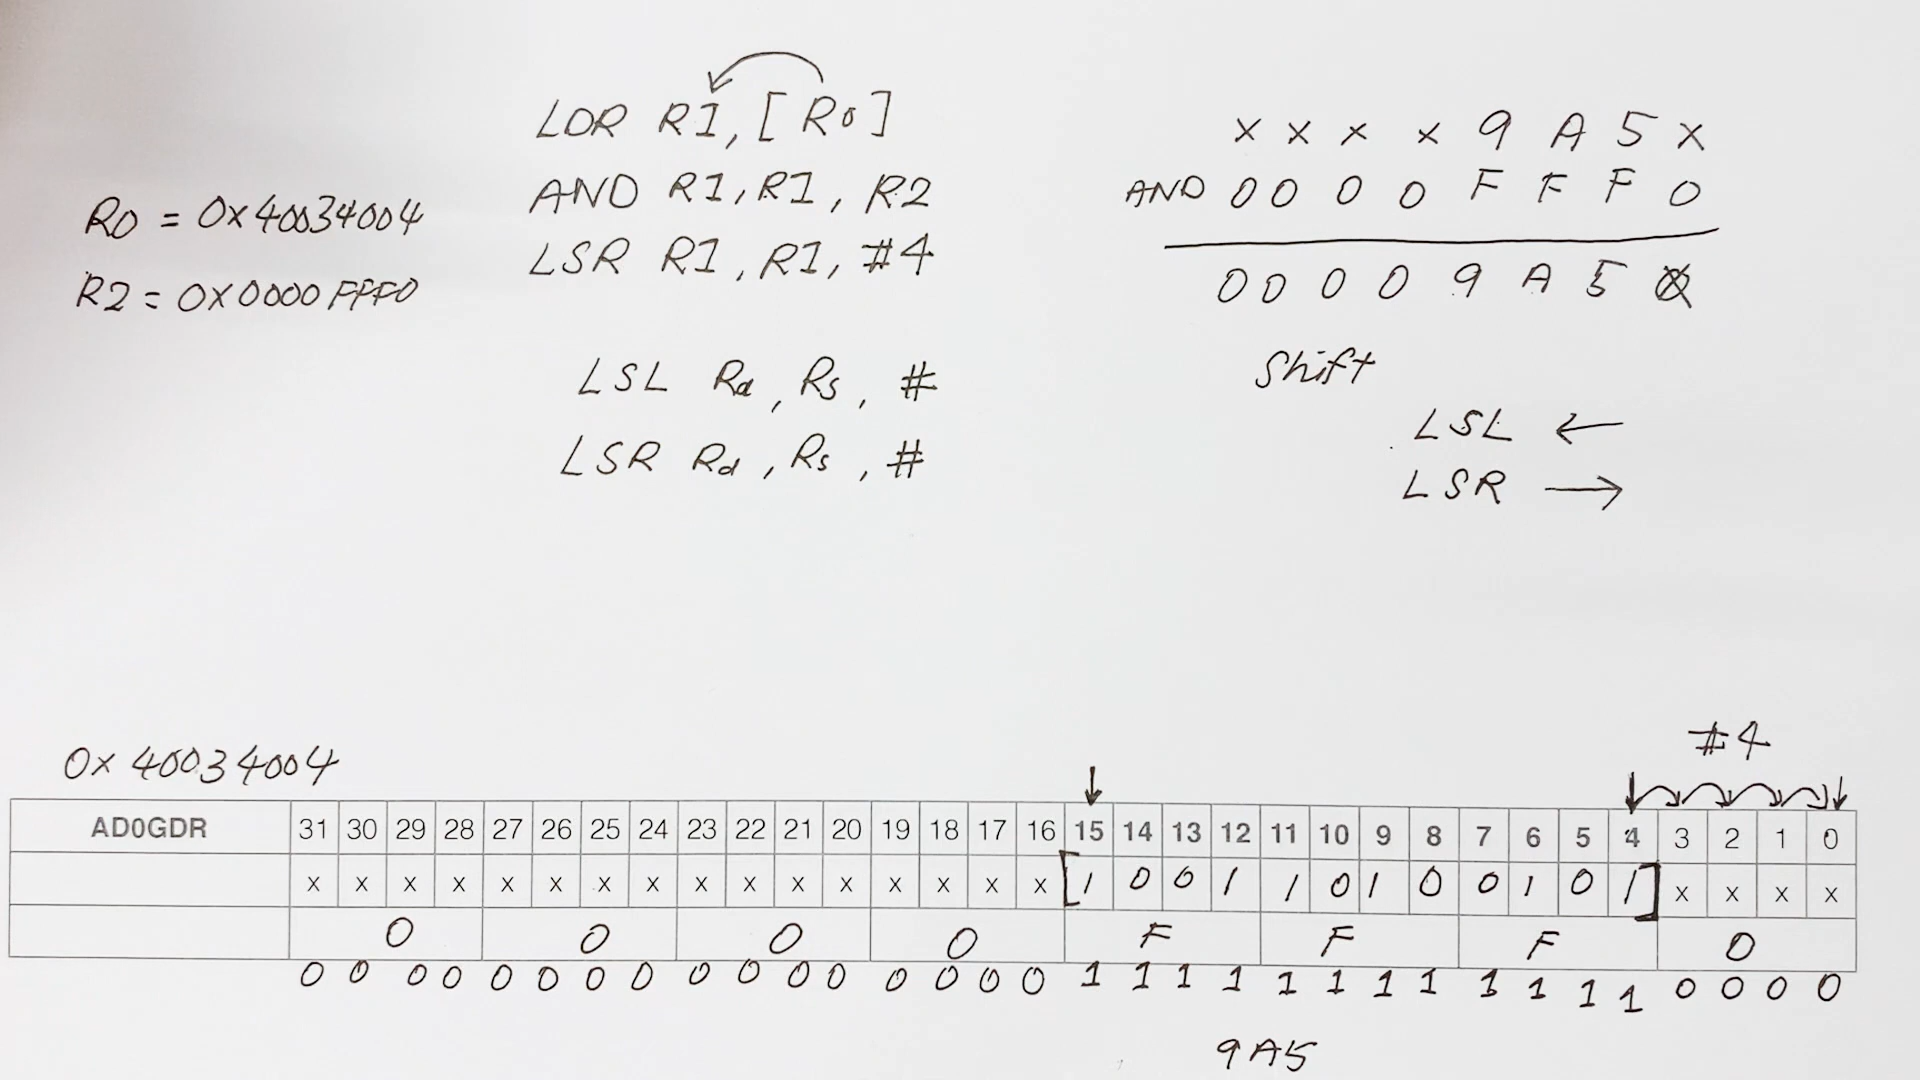 LDR R1, [R0]
AND R1, R1, R2
LSR R1, R1, #4
R0 = 0x40034004
R2 = 0x0000FFF0
LSL Rd, Rs, #
LSR Rd, Rs, #
x x x x 9 A 5 x
AND 0 0 0 0 F F F 0
0 0 0 0 9 A 5 0
Shift
LSL ←
LSR →
#4
0x 40034004
AD0GDR 31 30 29 28 27 26 25 24 23 22 21 20 19 18 17 16 15 14 13 12 11 10 9 8 7 6 5 4 3 2 1 0
x x x x x x x x x x x x x x x x [1 0 0 1 1 0 1 0 0 1 0 1] x x x x
0 0 0 0 F F F 0
0 0 0 0 0 0 0 0 0 0 0 0 0 0 0 0 1 1 1 1 1 1 1 1 1 1 1 1 0 0 0 0
9A5